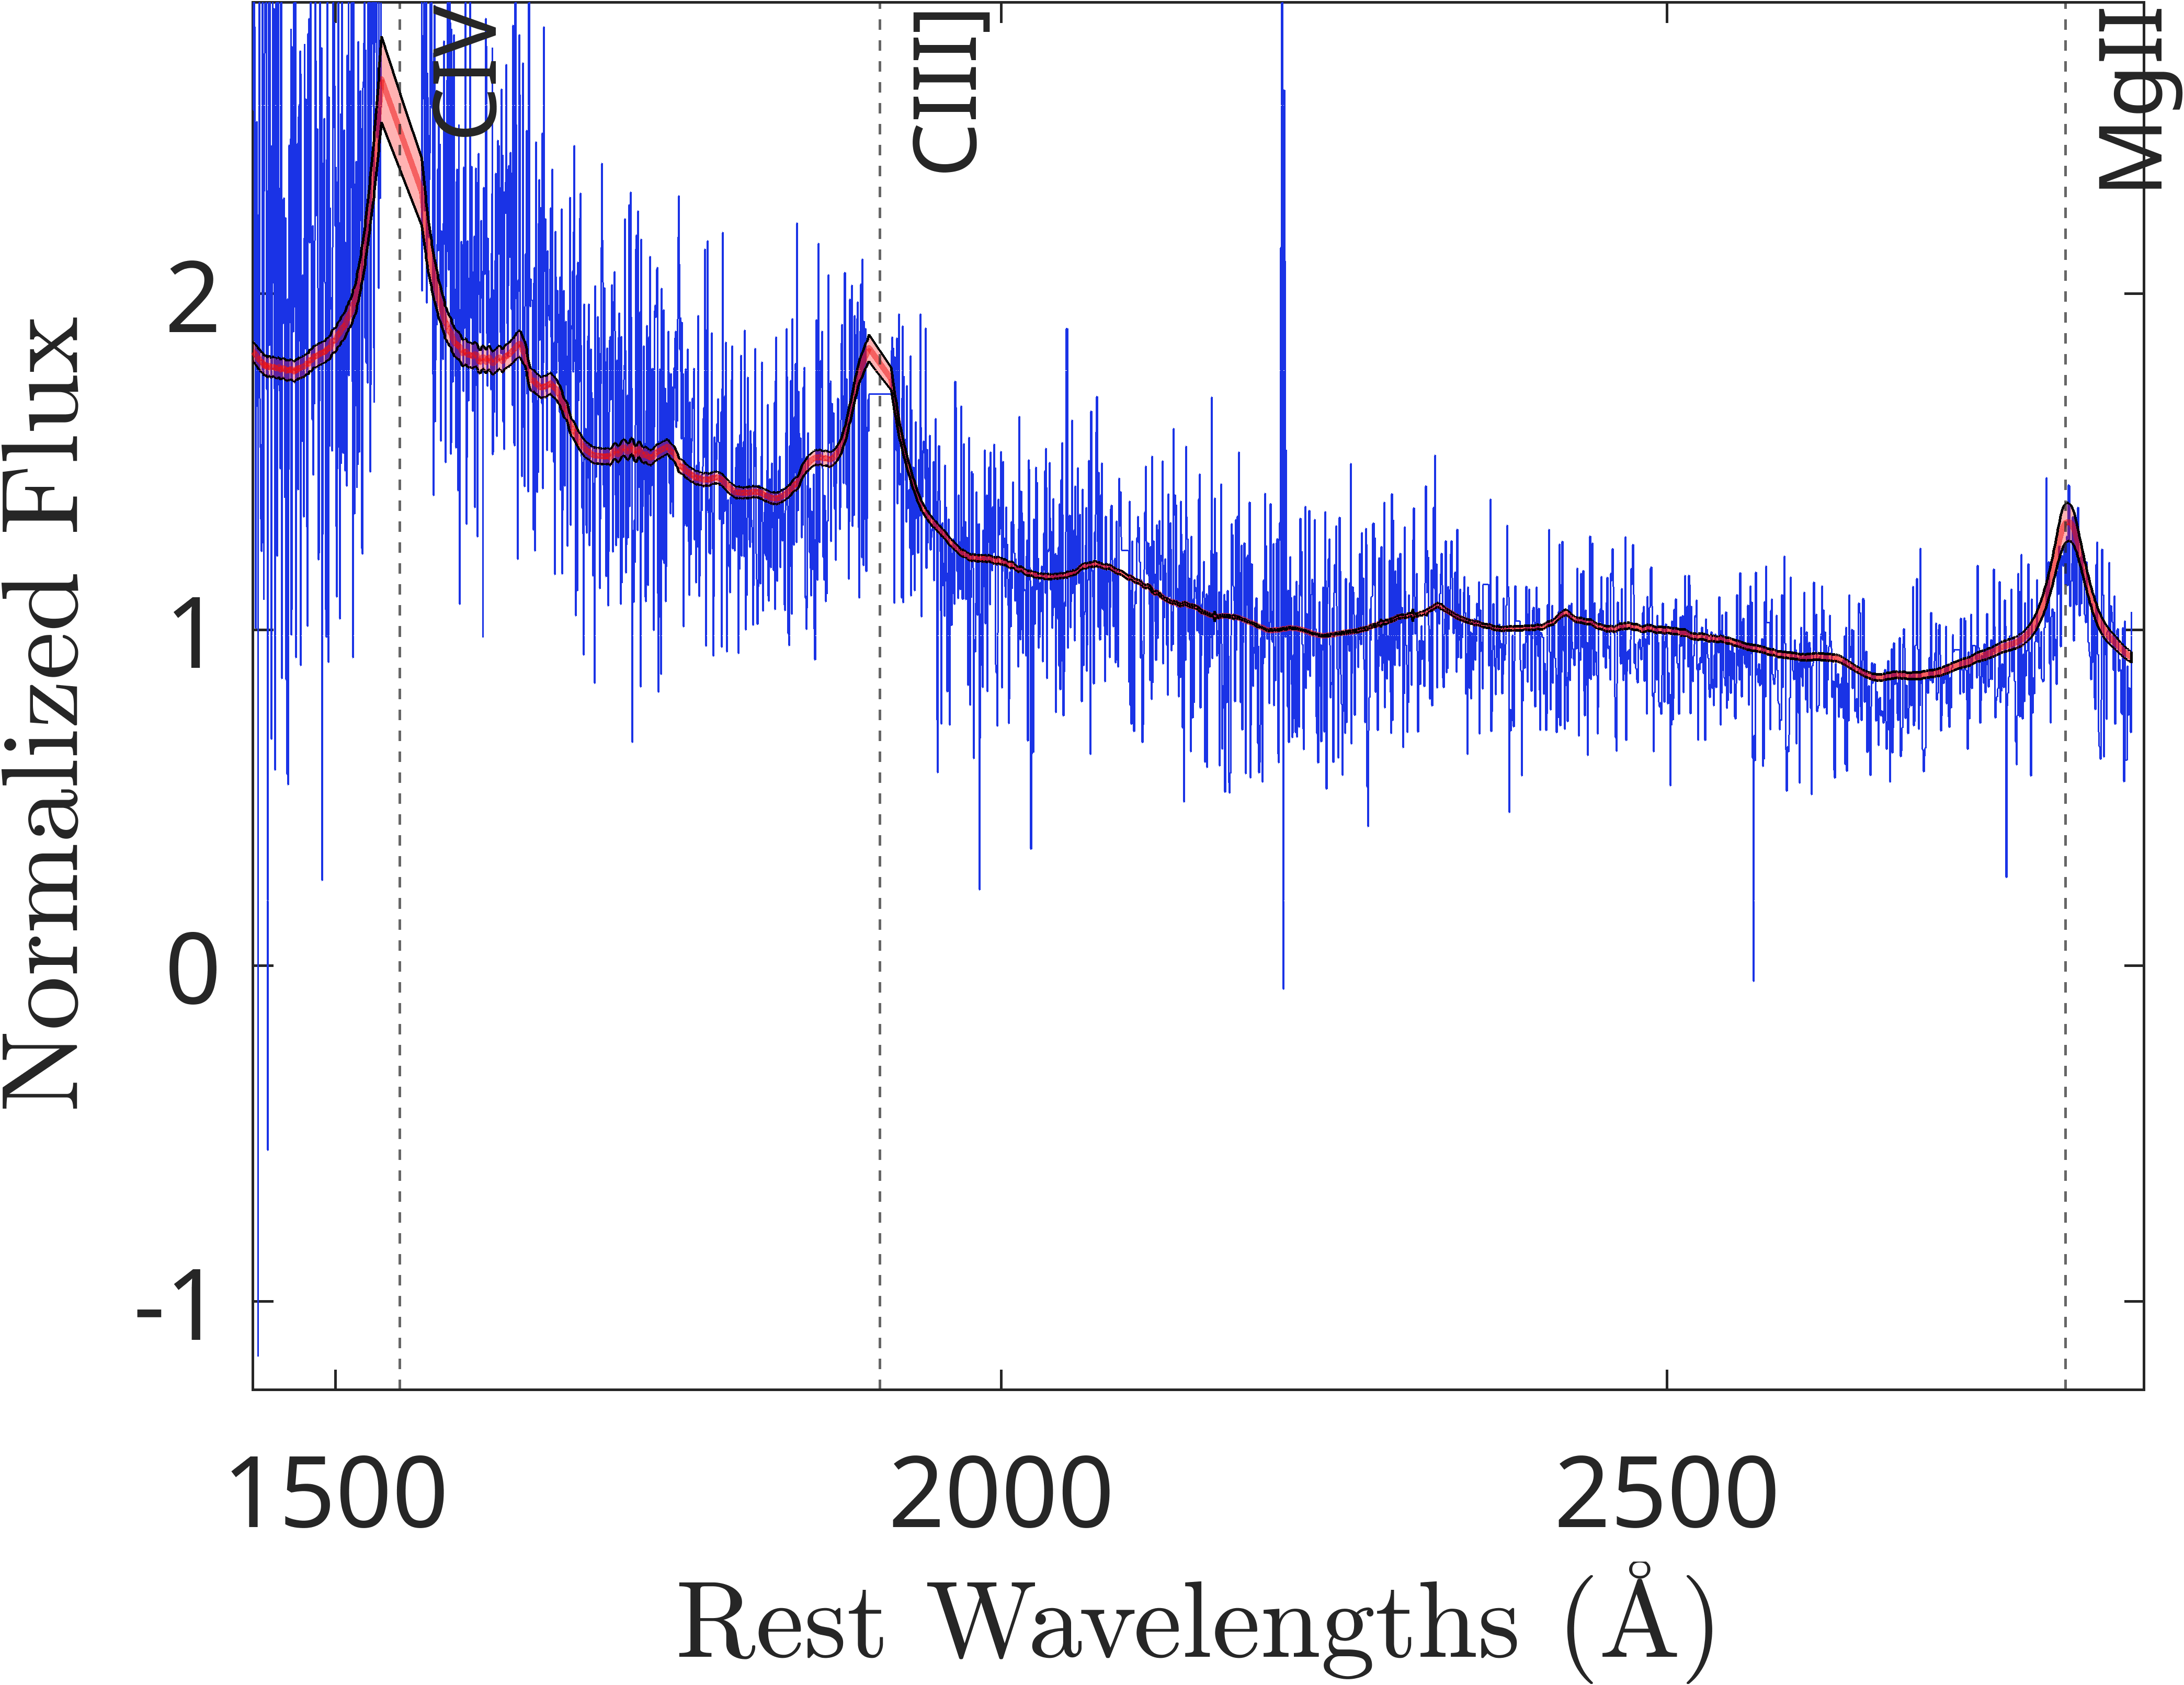 CIV
CIII]
MgII
Normalized Flux
2
1
0
-1
1500
2000
2500
Rest Wavelengths (Å)